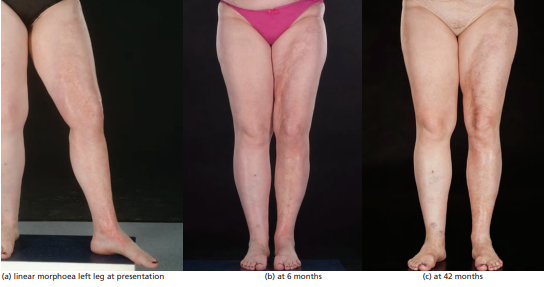 (a) linear morphoea left leg at presentation
(b) at 6 months
(c) at 42 months